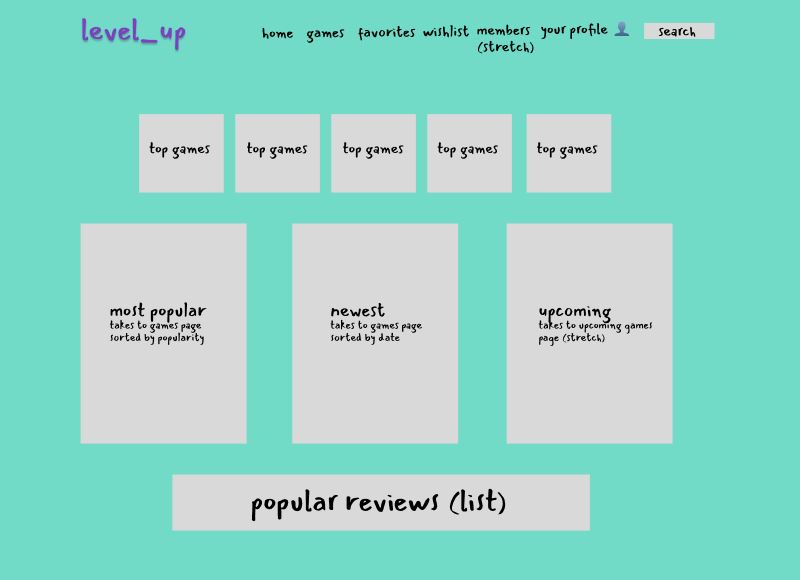 level_up
home games favorites wishlist members your profile search
(stretch)
top games top games top games top games top games
most popular
takes to games page
sorted by popularity
newest
takes to games page
sorted by date
upcoming
takes to upcoming games
page (stretch)
popular reviews (list)